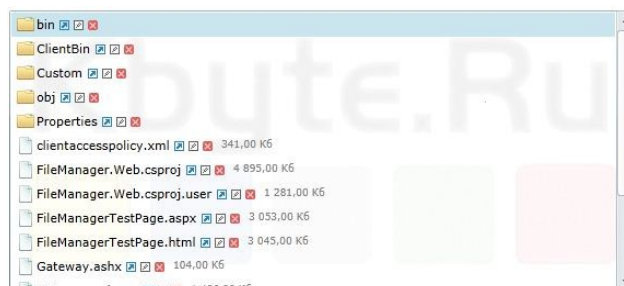 bin
ClientBin
Custom
obj
Properties
clientaccesspolicy.xml 341,00 Кб
FileManager.Web.csproj 4 895,00 Кб
FileManager.Web.csproj.user 1 281,00 Кб
FileManagerTestPage.aspx 3 053,00 Кб
FileManagerTestPage.html 3 045,00 Кб
Gateway.ashx 104,00 Кб
Kbyte.Ru